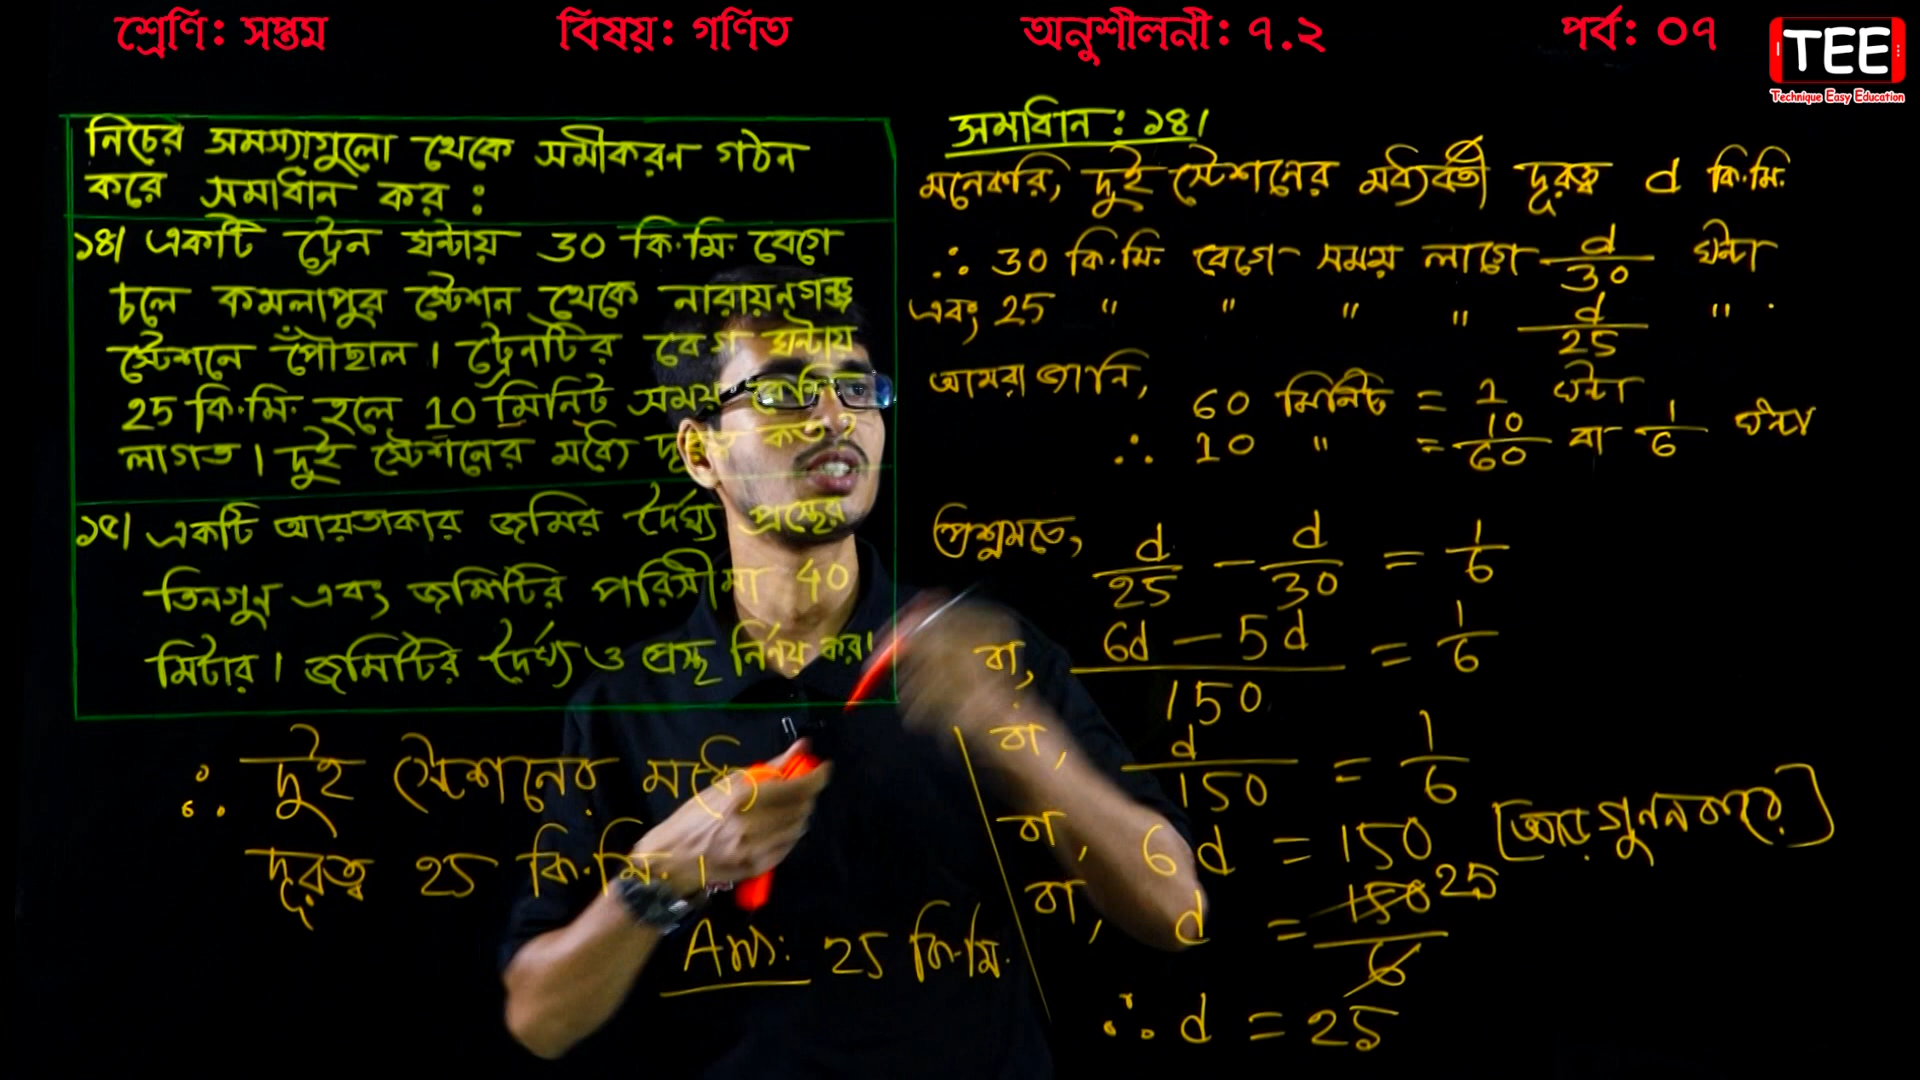 শ্রেণি: সপ্তম
বিষয়: গণিত
অনুশীলনী: ৭.২
পর্ব: ০৭
TEE
Technique Easy Education
নিচের সমস্যাগুলো থেকে সমীকরণ গঠন
করে সমাধান কর:
১৪। একটি ট্রেন ঘন্টায় 30 কি.মি. বেগে
চলে কমলাপুর স্টেশন থেকে নারায়নগঞ্জ
স্টেশনে পৌঁছাল। ট্রেনটির বেগ ঘন্টায়
25 কি.মি. হলে 10 মিনিট সময় বেশি
লাগত। দুই স্টেশনের মধ্যে দূরত্ব কত?
১৫। একটি আয়তাকার জমির দৈর্ঘ্য প্রস্থের
তিনগুন এবং জমিটির পরিসীমা 40
মিটার। জমিটির দৈর্ঘ্য ও প্রস্থ নির্ণয় কর।
∴ দুই স্টেশনের মধ্যে
দূরত্ব 25 কি.মি.।
Ans: 25 কি.মি.
সমাধান: ১৪।
মনেকরি, দুই স্টেশনের মধ্যবর্তী দূরত্ব d কি.মি.
∴ 30 কি.মি. বেগে সময় লাগে d/30 ঘন্টা
এবং 25 " " " " d/25 " .
আমরা জানি,
60 মিনিট = 1 ঘন্টা
∴ 10 " = 10/60 বা 1/6 ঘন্টা
প্রশ্নমতে, d/25 - d/30 = 1/6
বা, 6d - 5d/150 = 1/6
বা, d/150 = 1/6
বা, 6d = 150 [আড়গুননকরে]
বা, d = 150/6 25
∴ d = 25